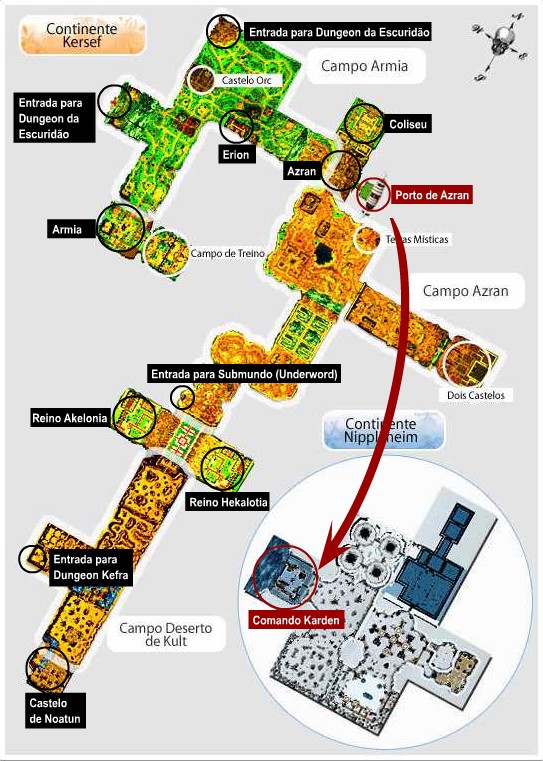 Continente
Kersef
Entrada para Dungeon da Escuridão
Campo Armia
Castelo Orc
Entrada para
Dungeon da
Escuridão
Coliseu
Erion
Azran
Porto de Azran
Armia
Campo de Treino
Terras Místicas
Campo Azran
Entrada para Submundo (Underword)
Dois Castelos
Reino Akelonia
Continente
Nippleheim
Reino Hekalotia
Entrada para
Dungeon Kefra
Comando Karden
Campo Deserto
de Kult
Castelo
de Noatun